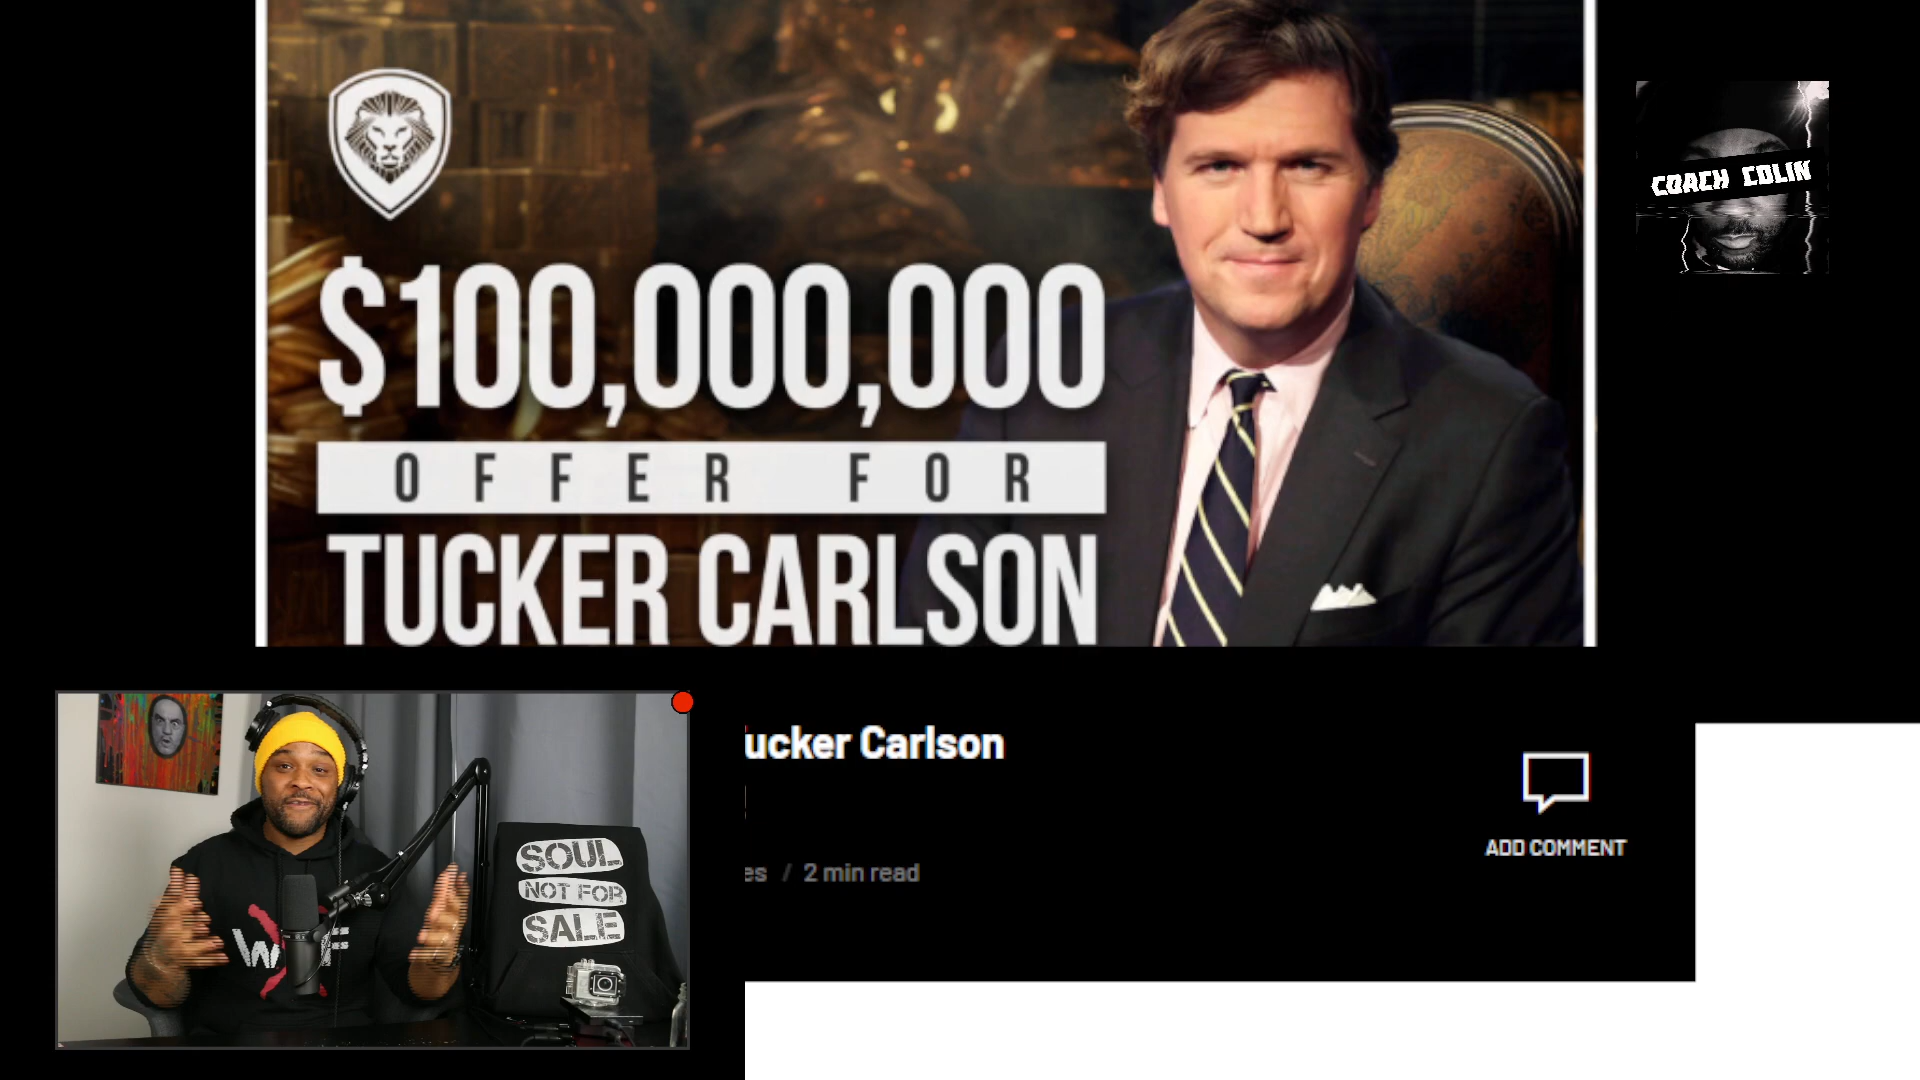 $100,000,000
OFFER FOR
TUCKER CARLSON
COACH COLIN
ucker Carlson
ADD COMMENT
es / 2 min read
SOUL
NOT FOR
SALE